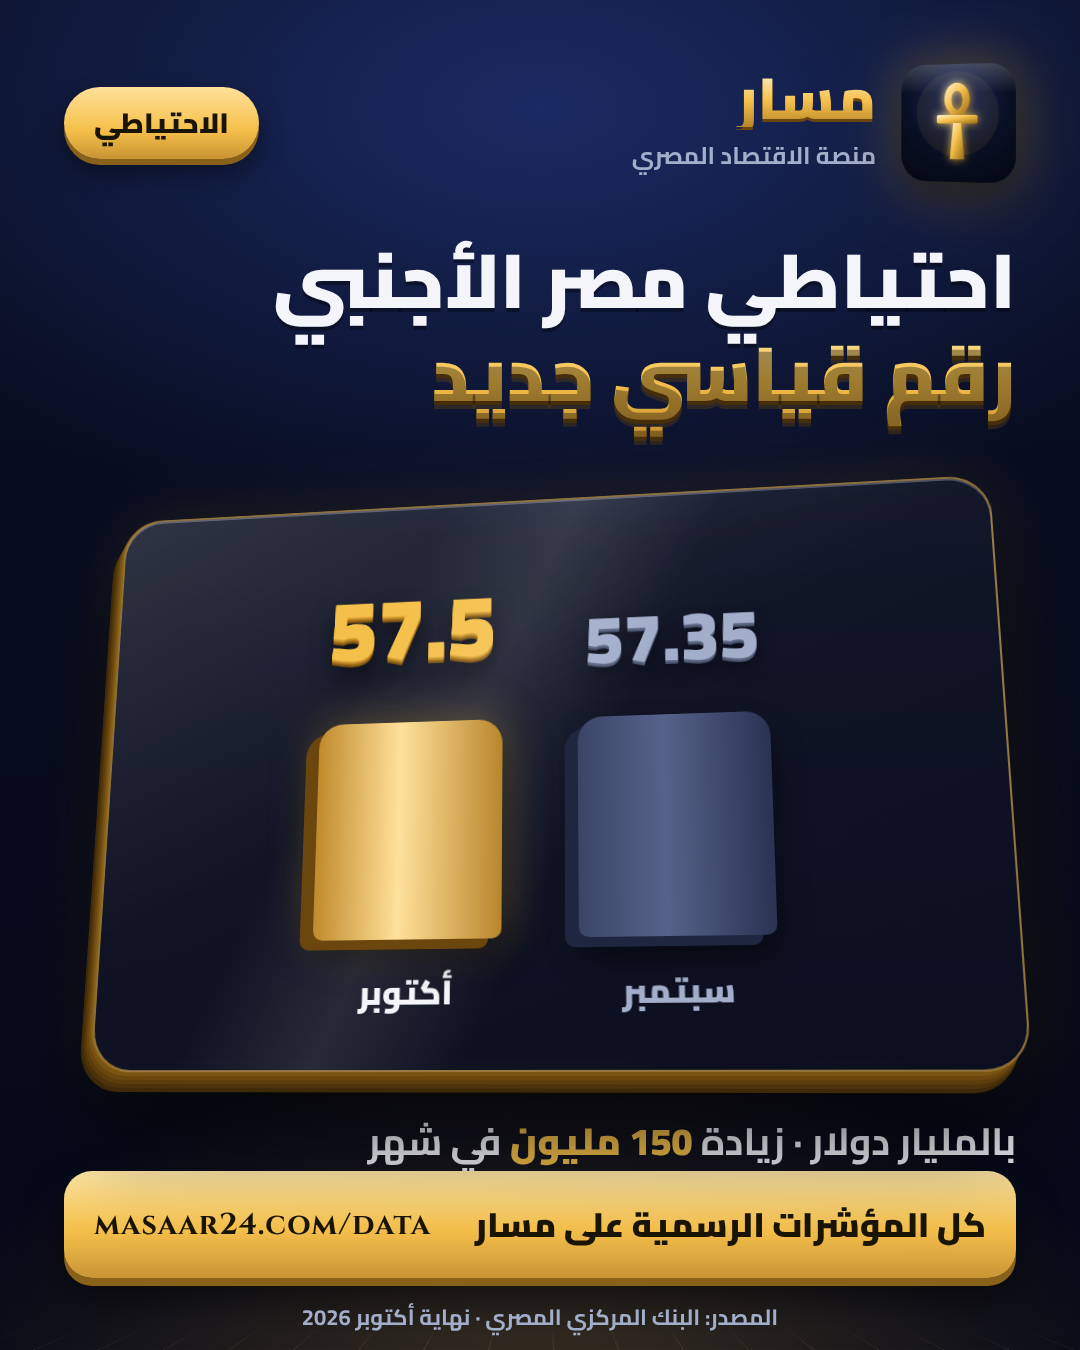 مسار
منصة الاقتصاد المصري
الاحتياطي
احتياطي مصر الأجنبي
رقم قياسي جديد
57.35
57.5
سبتمبر
أكتوبر
بالمليار دولار · زيادة 150 مليون في شهر
كل المؤشرات الرسمية على مسار
MASAAR24.COM/DATA
المصدر: البنك المركزي المصري · نهاية أكتوبر 2026